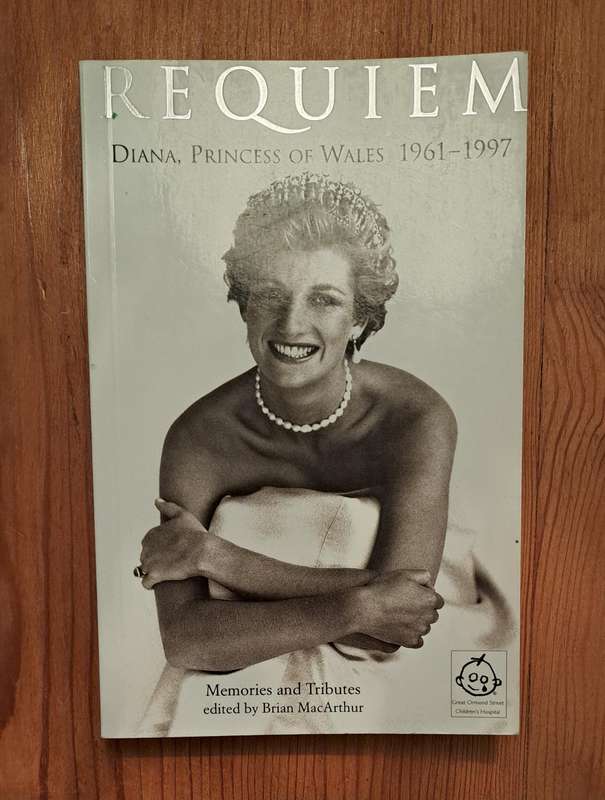 REQUIEM
DIANA, PRINCESS OF WALES 1961–1997
Memories and Tributes
edited by Brian MacArthur
Great Ormond Street
Children's Hospital